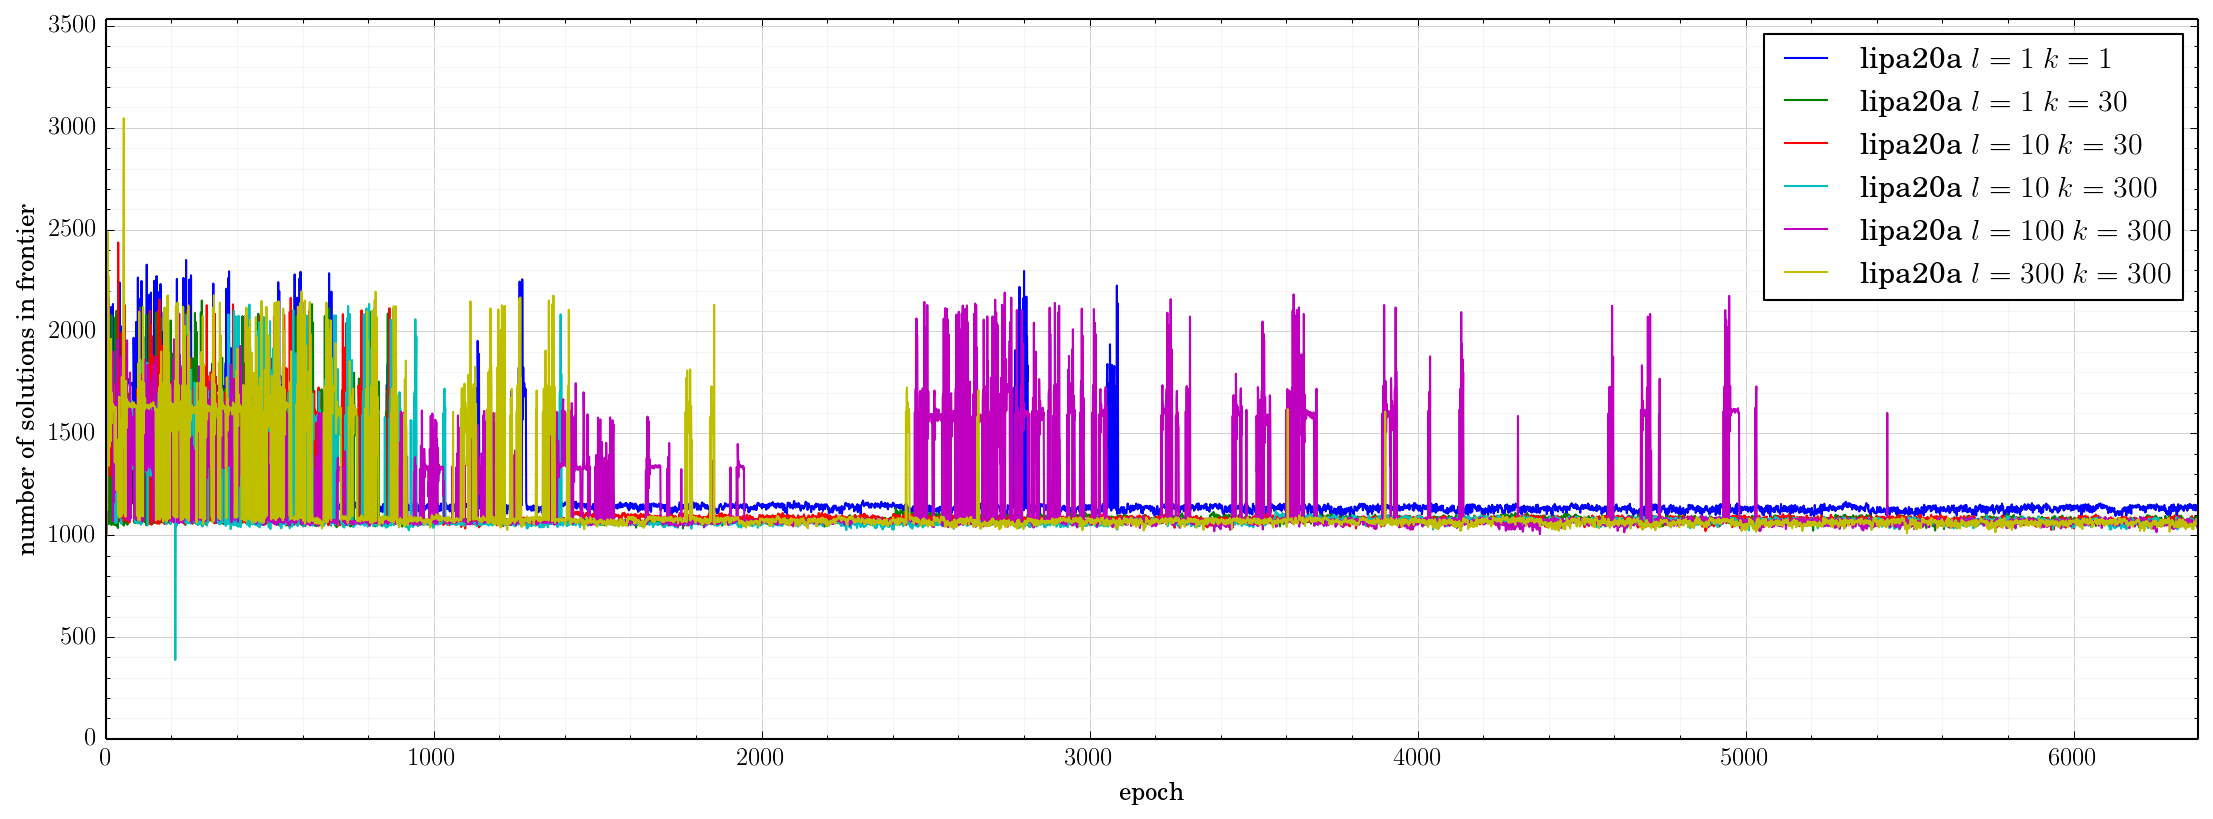 3500
3000
2500
2000
1500
1000
500
0
number of solutions in frontier
0 1000 2000 3000 4000 5000 6000
epoch
lipa20a l = 1 k = 1
lipa20a l = 1 k = 30
lipa20a l = 10 k = 30
lipa20a l = 10 k = 300
lipa20a l = 100 k = 300
lipa20a l = 300 k = 300